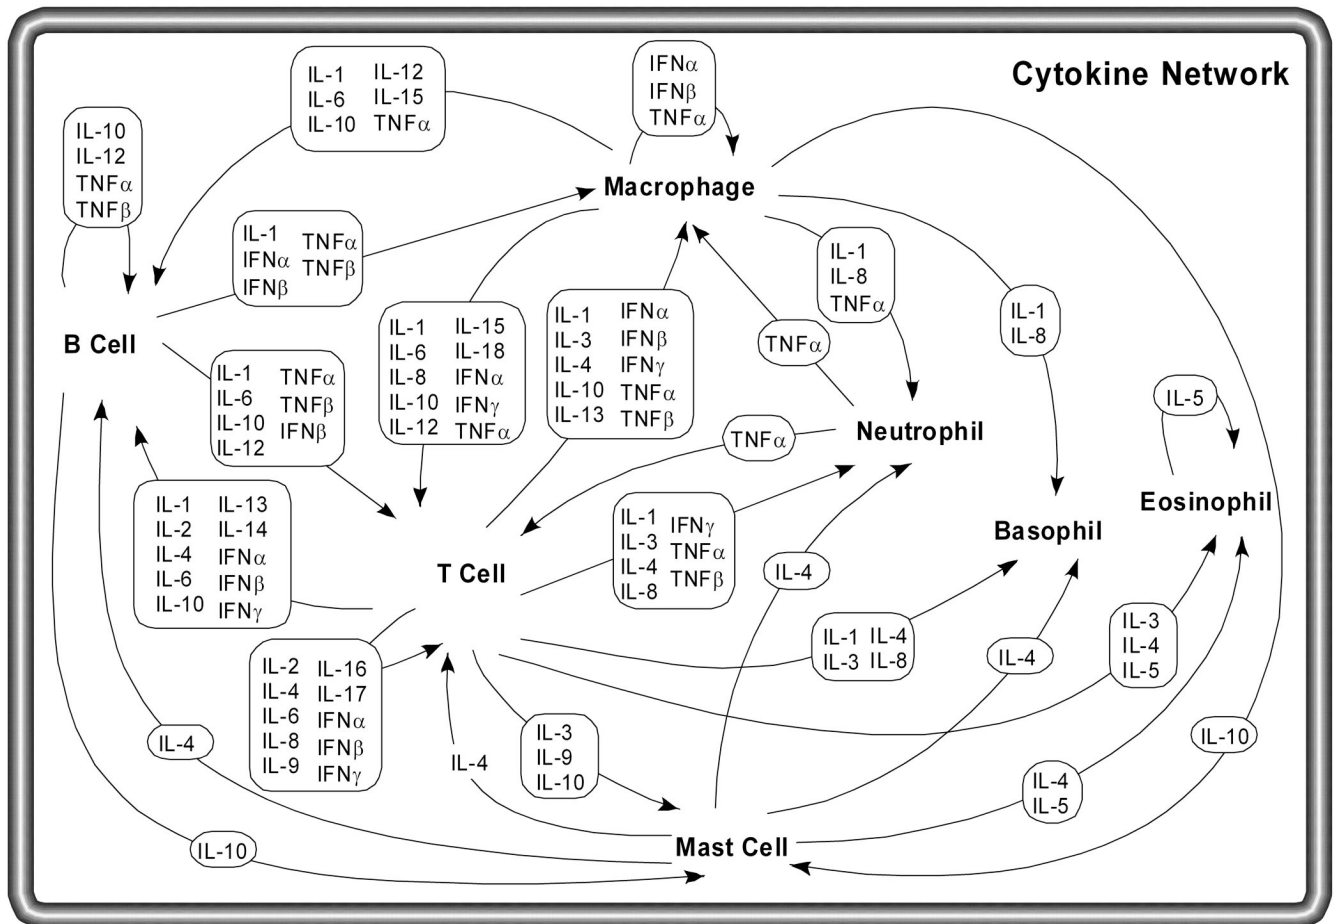 Cytokine Network
IL-1 IL-12
IL-6 IL-15
IL-10 TNFα
IFNα
IFNβ
TNFα
IL-10
IL-12
TNFα
TNFβ
Macrophage
IL-1 TNFα
IFNα TNFβ
IFNβ
IL-1
IL-8
TNFα
IL-1
IL-8
B Cell
IL-1 IL-15
IL-6 IL-18
IL-8 IFNα
IL-10 IFNγ
IL-12 TNFα
IL-1 IFNα
IL-3 IFNβ
IL-4 IFNγ
IL-10 TNFα
IL-13 TNFβ
TNFα
IL-1 TNFα
IL-6 TNFβ
IL-10 IFNβ
IL-12
IL-5
TNFα
Neutrophil
Eosinophil
Basophil
IL-1 IL-13
IL-2 IL-14
IL-4 IFNα
IL-6 IFNβ
IL-10 IFNγ
T Cell
IL-1 IFNγ
IL-3 TNFα
IL-4 TNFβ
IL-8
IL-4
IL-1 IL-4
IL-3 IL-8
IL-4
IL-3
IL-4
IL-5
IL-2 IL-16
IL-4 IL-17
IL-6 IFNα
IL-8 IFNβ
IL-9 IFNγ
IL-4
IL-4
IL-3
IL-9
IL-10
IL-10
IL-4
IL-5
Mast Cell
IL-10